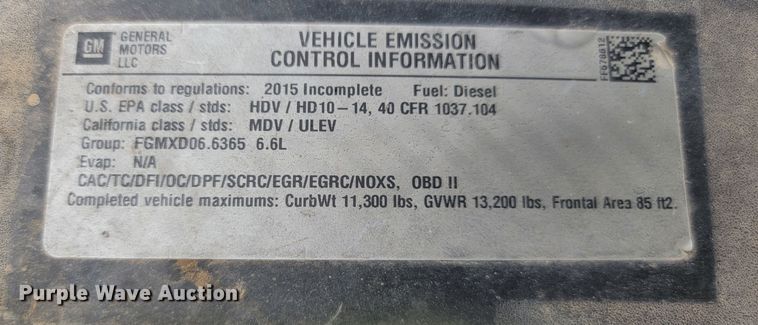 GM
GENERAL
MOTORS
LLC
VEHICLE EMISSION
CONTROL INFORMATION
Conforms to regulations: 2015 Incomplete Fuel: Diesel
U.S. EPA class / stds: HDV / HD10-14, 40 CFR 1037.104
California class / stds: MDV / ULEV
Group: FGMXD06.6365 6.6L
Evap: N/A
CAC/TC/DFI/OC/DPF/SCRC/EGR/EGRC/NOXS, OBD II
Completed vehicle maximums: CurbWt 11,300 lbs, GVWR 13,200 lbs, Frontal Area 85 ft2.
Purple Wave Auction